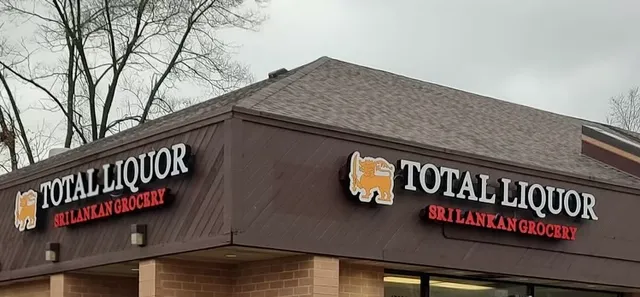 TOTAL LIQUOR
SRI LANKAN GROCERY
TOTAL LIQUOR
SRI LANKAN GROCERY